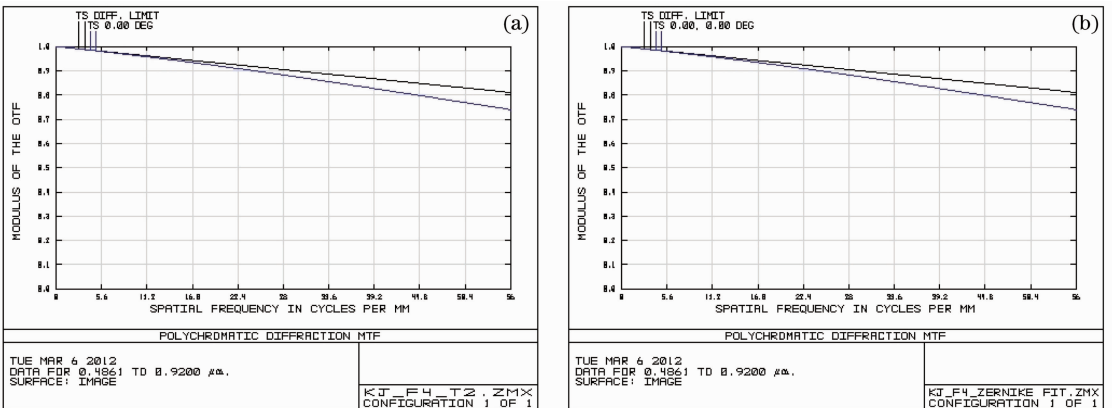 TS DIFF. LIMIT
TS 0.00 DEG
(a)
MODULUS OF THE OTF
1.0
0.9
0.8
0.7
0.6
0.5
0.4
0.3
0.2
0.1
0.0
0 5.6 11.2 16.8 22.4 28 33.6 39.2 44.8 50.4 56
SPATIAL FREQUENCY IN CYCLES PER MM
POLYCHROMATIC DIFFRACTION MTF
TUE MAR 6 2012
DATA FOR 0.4861 TO 0.9200 µm.
SURFACE: IMAGE
KJ_F4_T2.ZMX
CONFIGURATION 1 OF 1
TS DIFF. LIMIT
TS 0.00, 0.00 DEG
(b)
MODULUS OF THE OTF
1.0
0.9
0.8
0.7
0.6
0.5
0.4
0.3
0.2
0.1
0.0
0 5.6 11.2 16.8 22.4 28 33.6 39.2 44.8 50.4 56
SPATIAL FREQUENCY IN CYCLES PER MM
POLYCHROMATIC DIFFRACTION MTF
TUE MAR 6 2012
DATA FOR 0.4861 TO 0.9200 µm.
SURFACE: IMAGE
KJ_F4_ZERNIKE FIT.ZMX
CONFIGURATION 1 OF 1